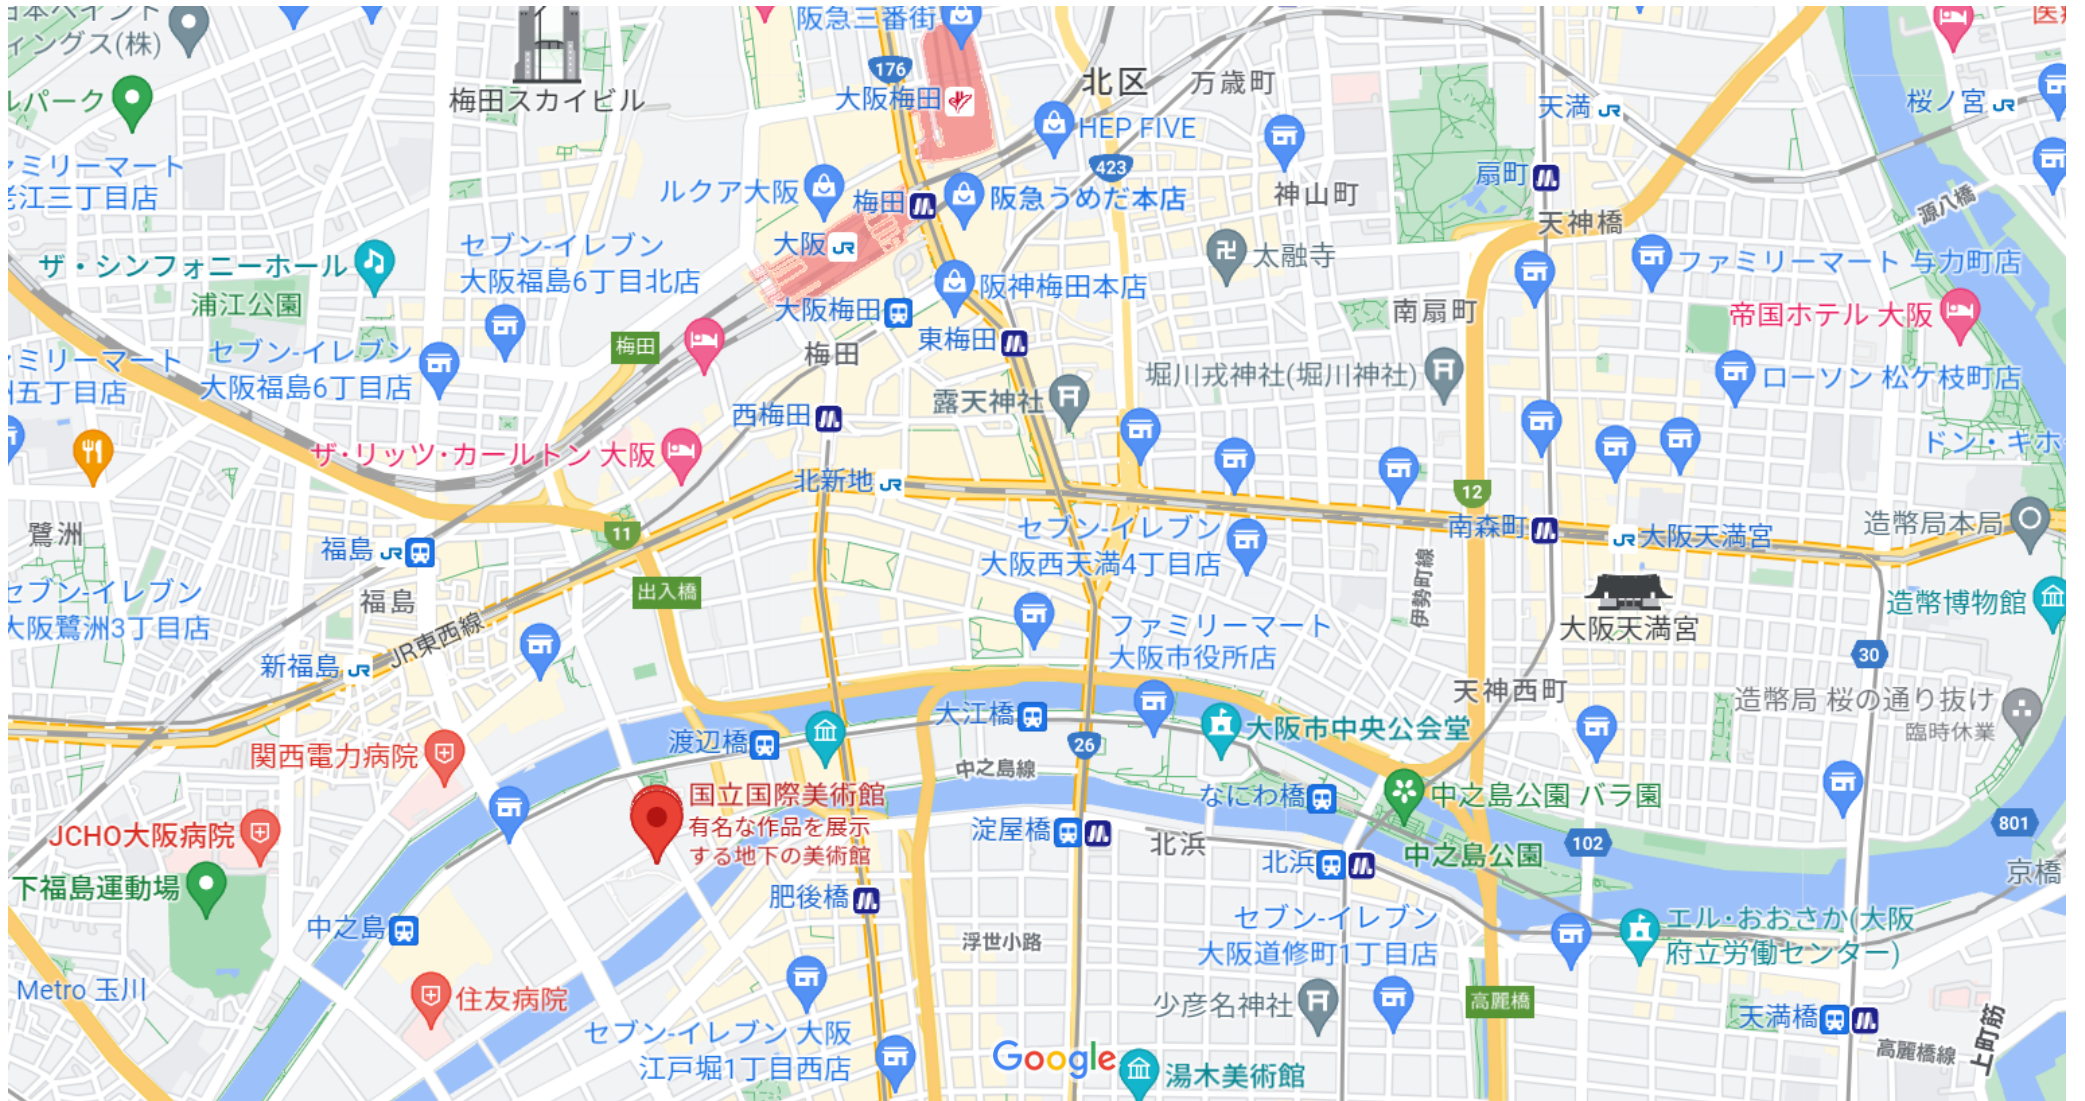 日本ペイント
ィングス(株)
阪急三番街
176
大阪梅田
北区
万歳町
梅田スカイビル
HEP FIVE
天満
桜ノ宮
423
ファミリーマート
老江三丁目店
ルクア大阪
梅田
阪急うめだ本店
神山町
扇町
天神橋
源八橋
ザ・シンフォニーホール
セブン-イレブン
大阪福島6丁目北店
大阪
太融寺
ファミリーマート 与力町店
浦江公園
阪神梅田本店
大阪梅田
南扇町
帝国ホテル 大阪
梅田
東梅田
梅田
セブン-イレブン
大阪福島6丁目店
堀川戎神社(堀川神社)
ローソン 松ケ枝町店
露天神社
西梅田
ザ・リッツ・カールトン 大阪
ドン・キホ
北新地
12
鷺洲
11
福島
セブン-イレブン
大阪西天満4丁目店
南森町
大阪天満宮
造幣局本局
出入橋
伊勢町線
福島
セブン-イレブン
大阪鷺洲3丁目店
JR東西線
大阪天満宮
造幣博物館
ファミリーマート
大阪市役所店
新福島
30
天神西町
造幣局 桜の通り抜け
臨時休業
大江橋
大阪市中央公会堂
渡辺橋
26
関西電力病院
中之島線
国立国際美術館
有名な作品を展示
する地下の美術館
なにわ橋
中之島公園 バラ園
JCHO大阪病院
淀屋橋
北浜
801
102
北浜
中之島公園
京橋
下福島運動場
肥後橋
中之島
浮世小路
セブン-イレブン
大阪道修町1丁目店
エル・おおさか(大阪
府立労働センター)
Metro 玉川
住友病院
少彦名神社
高麗橋
天満橋
セブン-イレブン 大阪
江戸堀1丁目西店
Google
湯木美術館
高麗橋線
上町筋